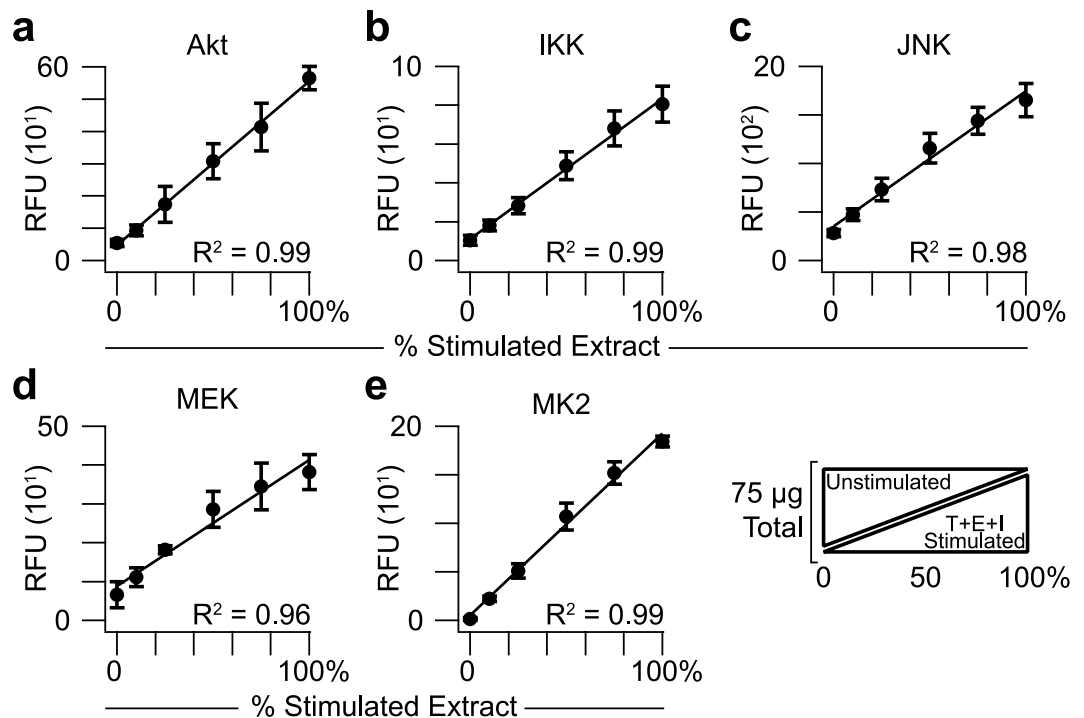 a
Akt
60
0
RFU (10¹)
R² = 0.99
0
100%
b
IKK
10
0
RFU (10¹)
R² = 0.99
0
100%
c
JNK
20
0
RFU (10²)
R² = 0.98
0
100%
% Stimulated Extract
d
MEK
50
0
RFU (10¹)
R² = 0.96
0
100%
e
MK2
20
0
RFU (10¹)
R² = 0.99
0
100%
% Stimulated Extract
75 µg
Total
Unstimulated
T+E+I
Stimulated
0
50
100%